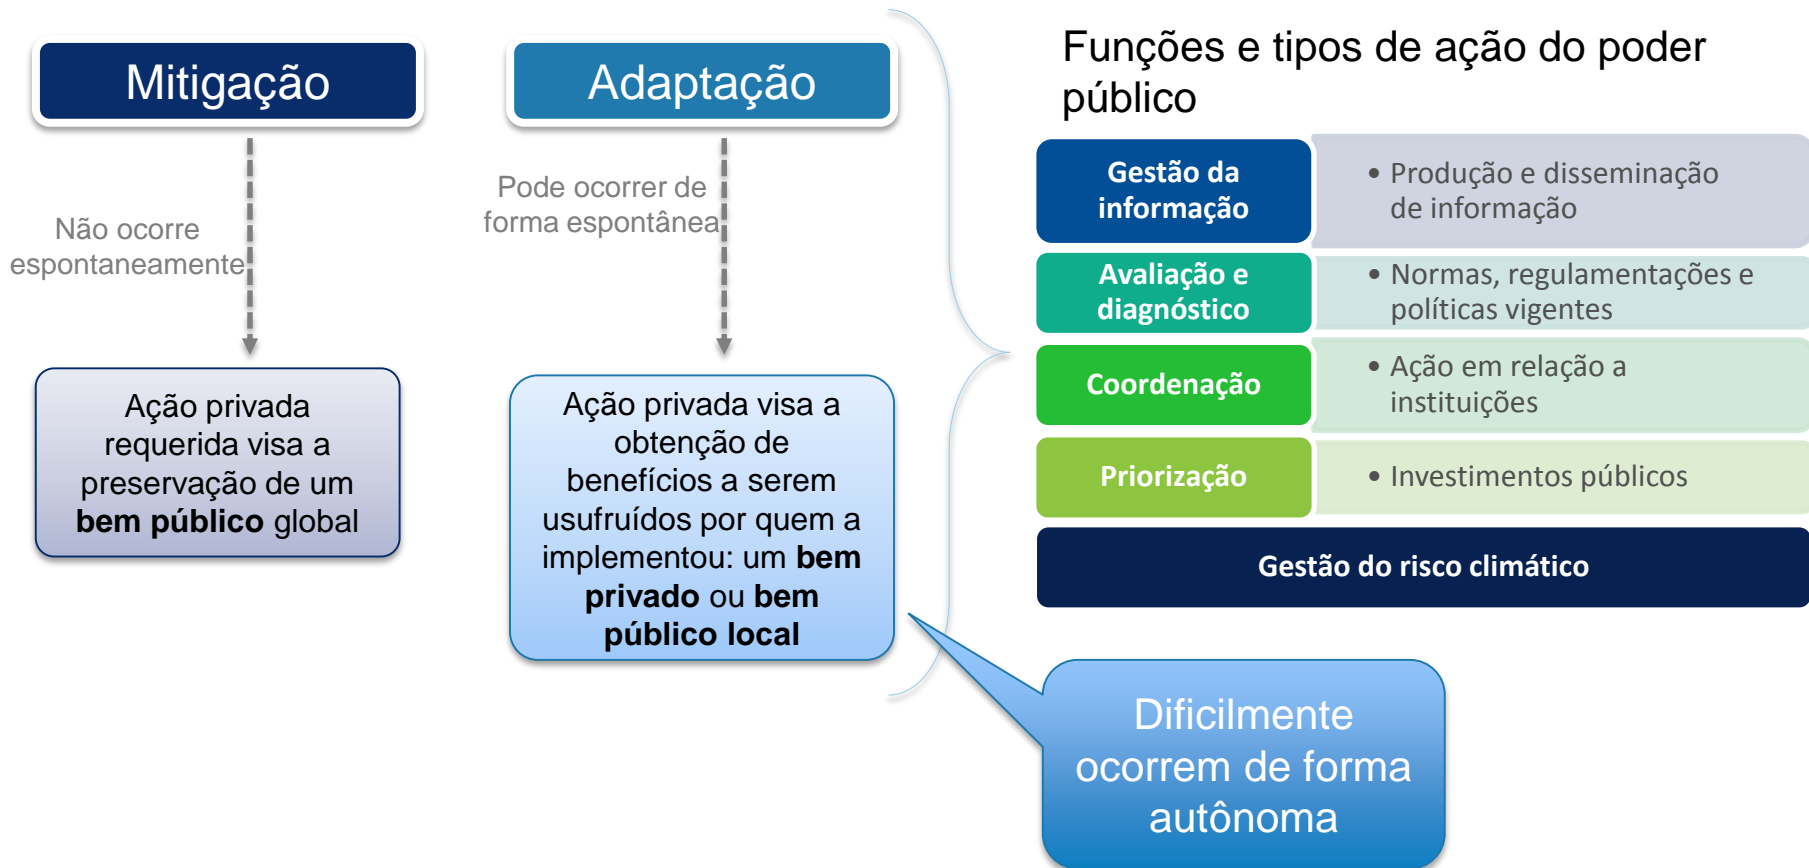 Mitigação
Não ocorre
espontaneamente
Ação privada
requerida visa a
preservação de um
bem público global
Adaptação
Pode ocorrer de
forma espontânea
Ação privada visa a
obtenção de
benefícios a serem
usufruídos por quem a
implementou: um bem
privado ou bem
público local
Dificilmente
ocorrem de forma
autônoma
Funções e tipos de ação do poder
público
Gestão da
informação
• Produção e disseminação
de informação
Avaliação e
diagnóstico
• Normas, regulamentações e
políticas vigentes
Coordenação
• Ação em relação a
instituições
Priorização
• Investimentos públicos
Gestão do risco climático